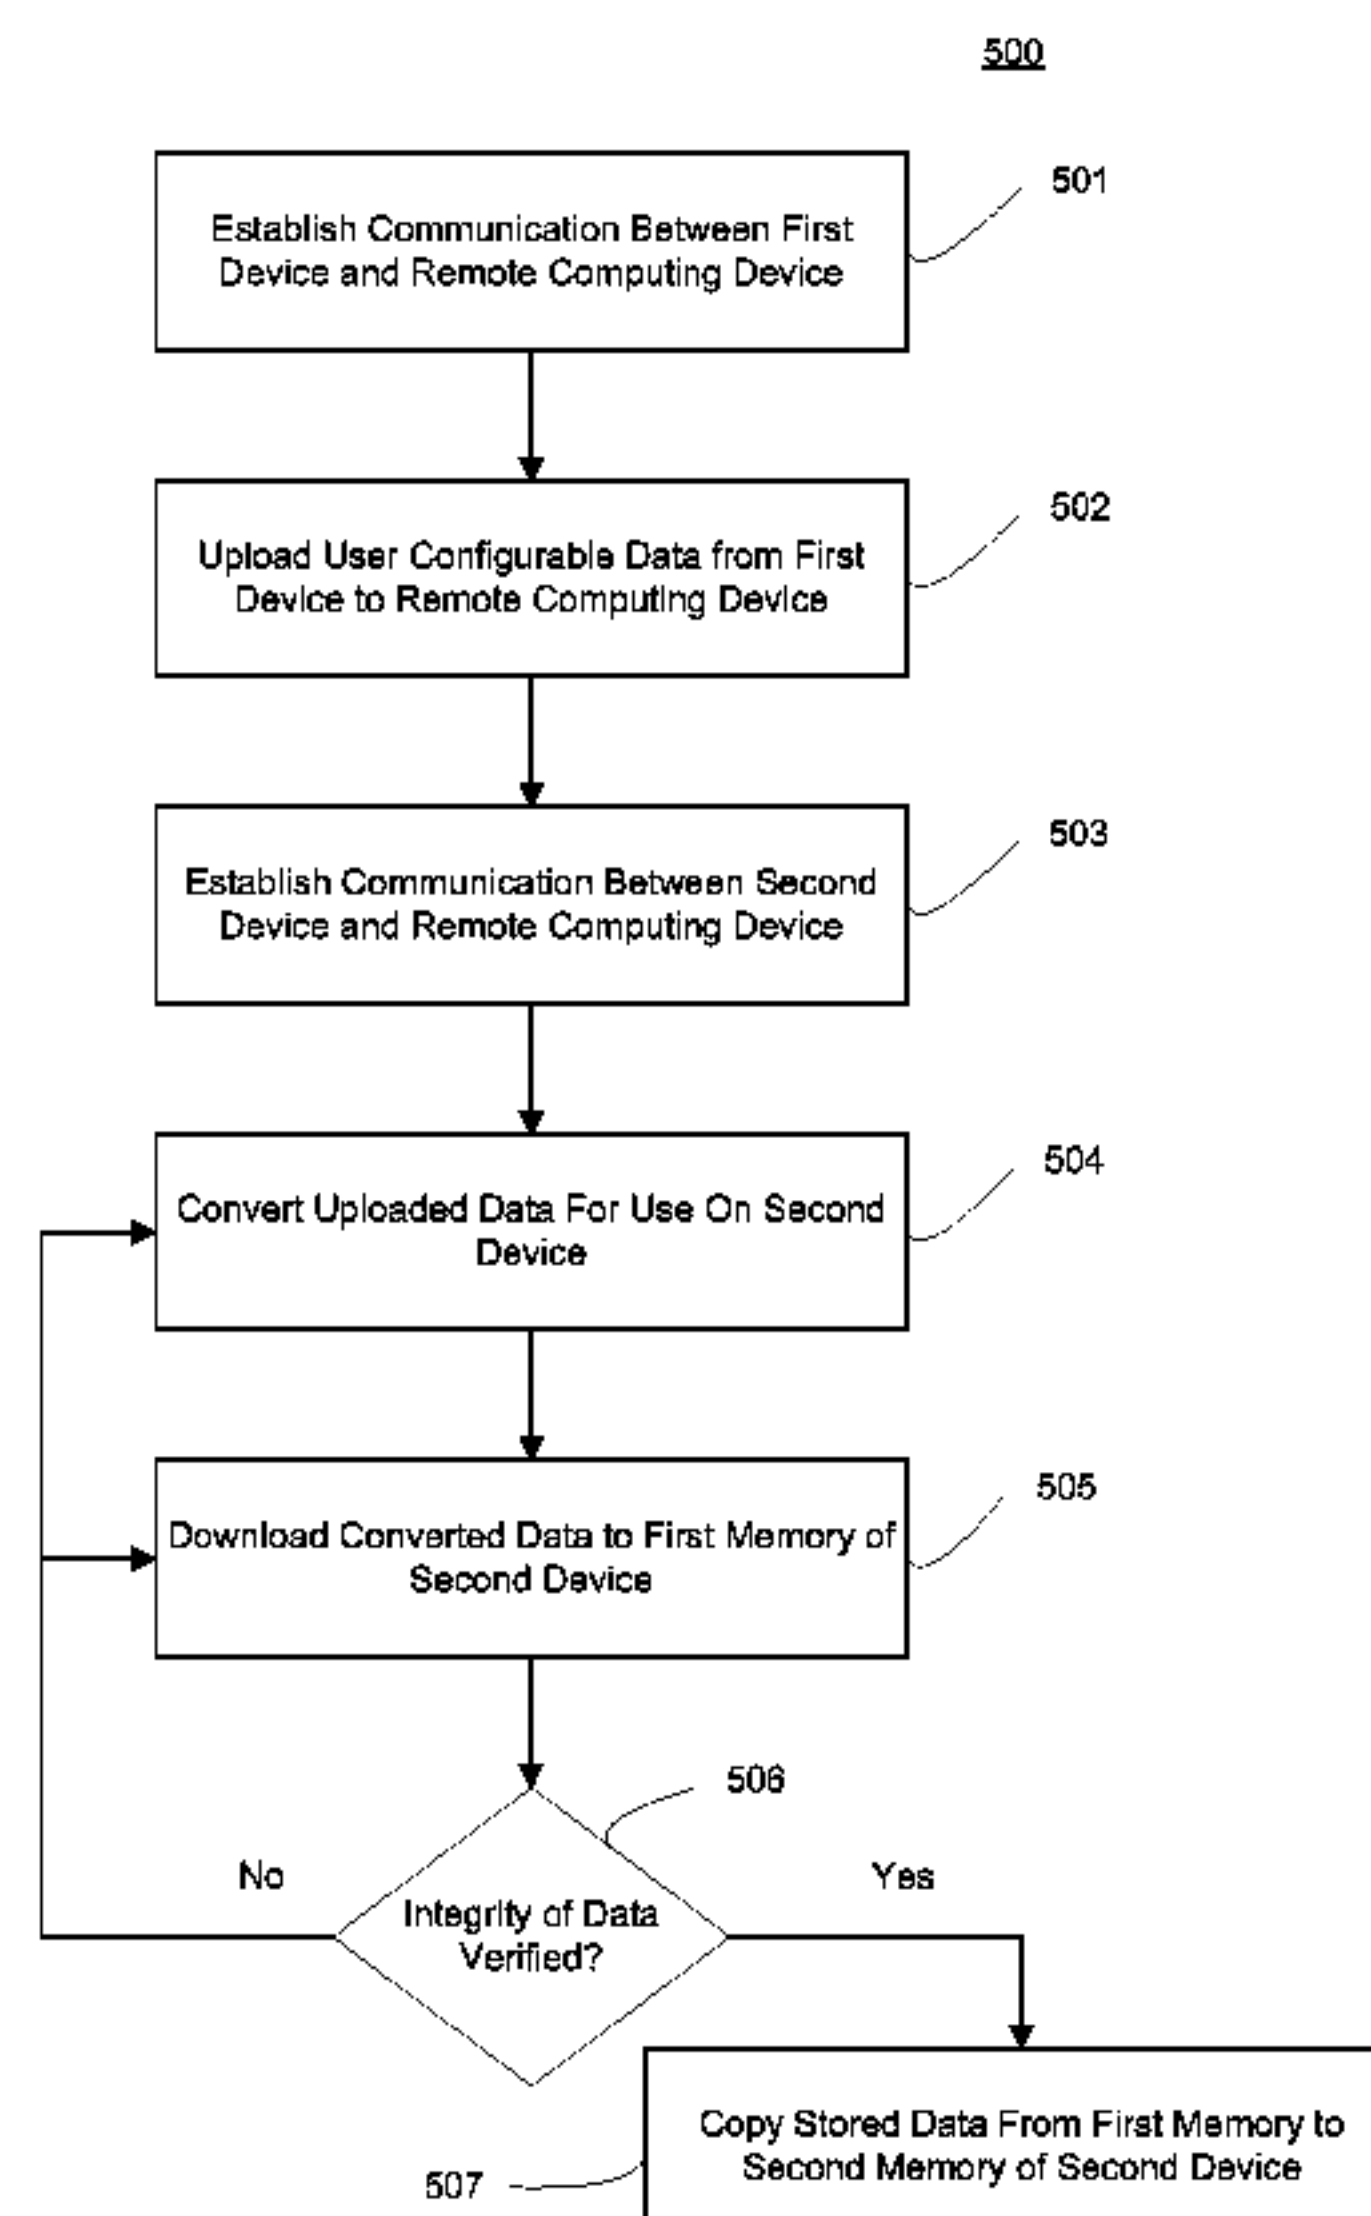 500
Establish Communication Between First
Device and Remote Computing Device
501
Upload User Configurable Data from First
Device to Remote Computing Device
502
Establish Communication Between Second
Device and Remote Computing Device
503
Convert Uploaded Data For Use On Second
Device
504
Download Converted Data to First Memory of
Second Device
505
506
No
Yes
Integrity of Data
Verified?
Copy Stored Data From First Memory to
Second Memory of Second Device
507